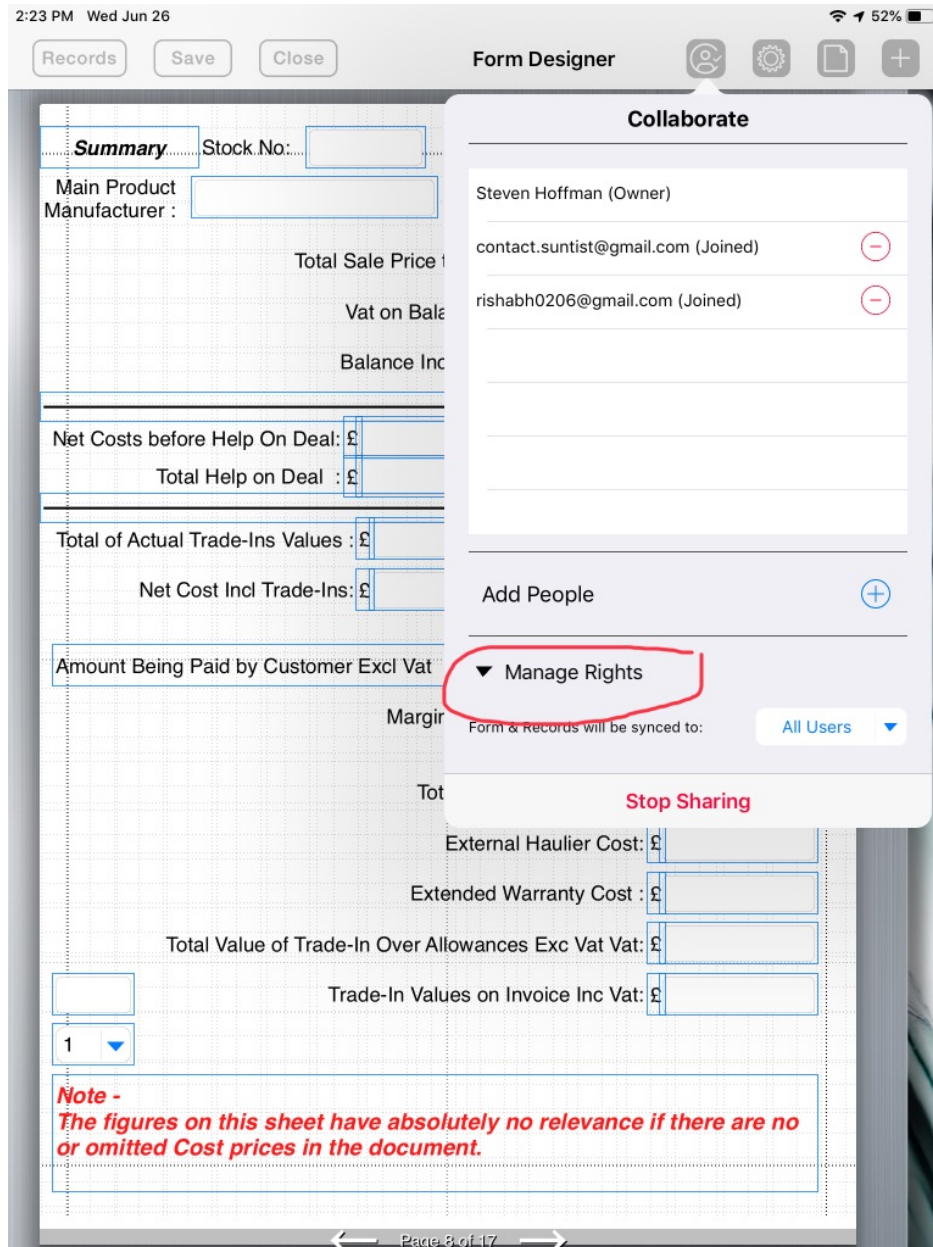 2:23 PM Wed Jun 26 52%
Records Save Close Form Designer
Collaborate
Summary Stock No:
Steven Hoffman (Owner)
Main Product
Manufacturer :
contact.suntist@gmail.com (Joined)
Total Sale Price
rishabh0206@gmail.com (Joined)
Vat on
Balance
Net Costs before Help On Deal: £
Total Help on Deal : £
Total of Actual Trade-Ins Values : £
Net Cost Incl Trade-Ins: £
Add People
Amount Being Paid by Customer Excl Vat
Manage Rights
Form & Records will be synced to: All Users
Stop Sharing
External Haulier Cost: £
Extended Warranty Cost : £
Total Value of Trade-In Over Allowances Exc Vat Vat: £
Trade-In Values on Invoice Inc Vat: £
1
Note -
The figures on this sheet have absolutely no relevance if there are no
or omitted Cost prices in the document.
Page 8 of 17